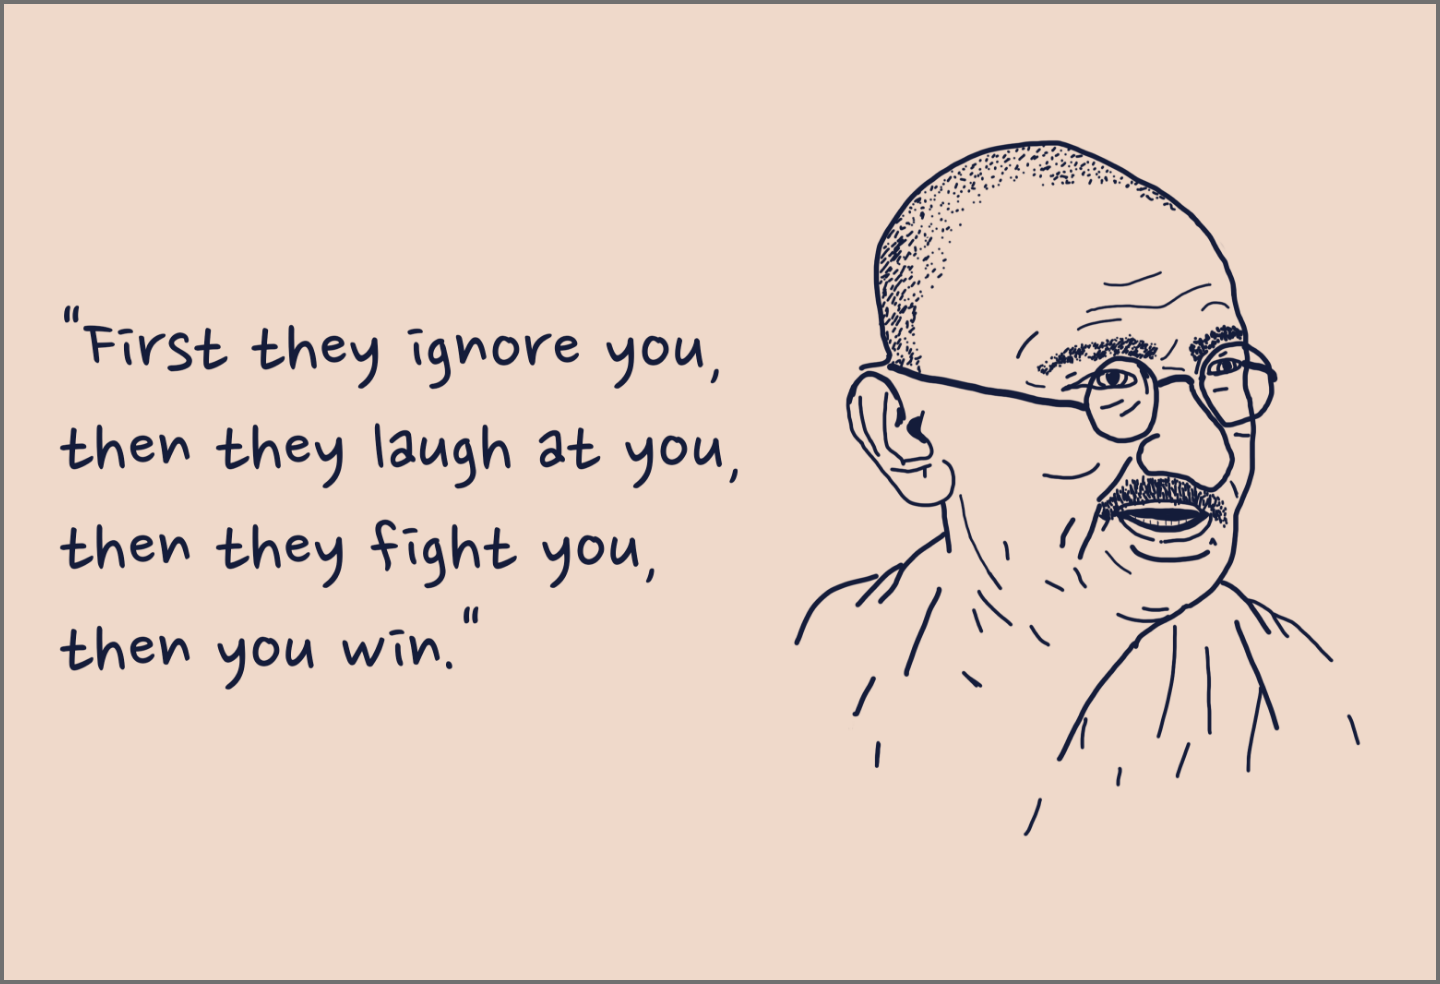 “First they ignore you,
then they laugh at you,
then they fight you,
then you win.“